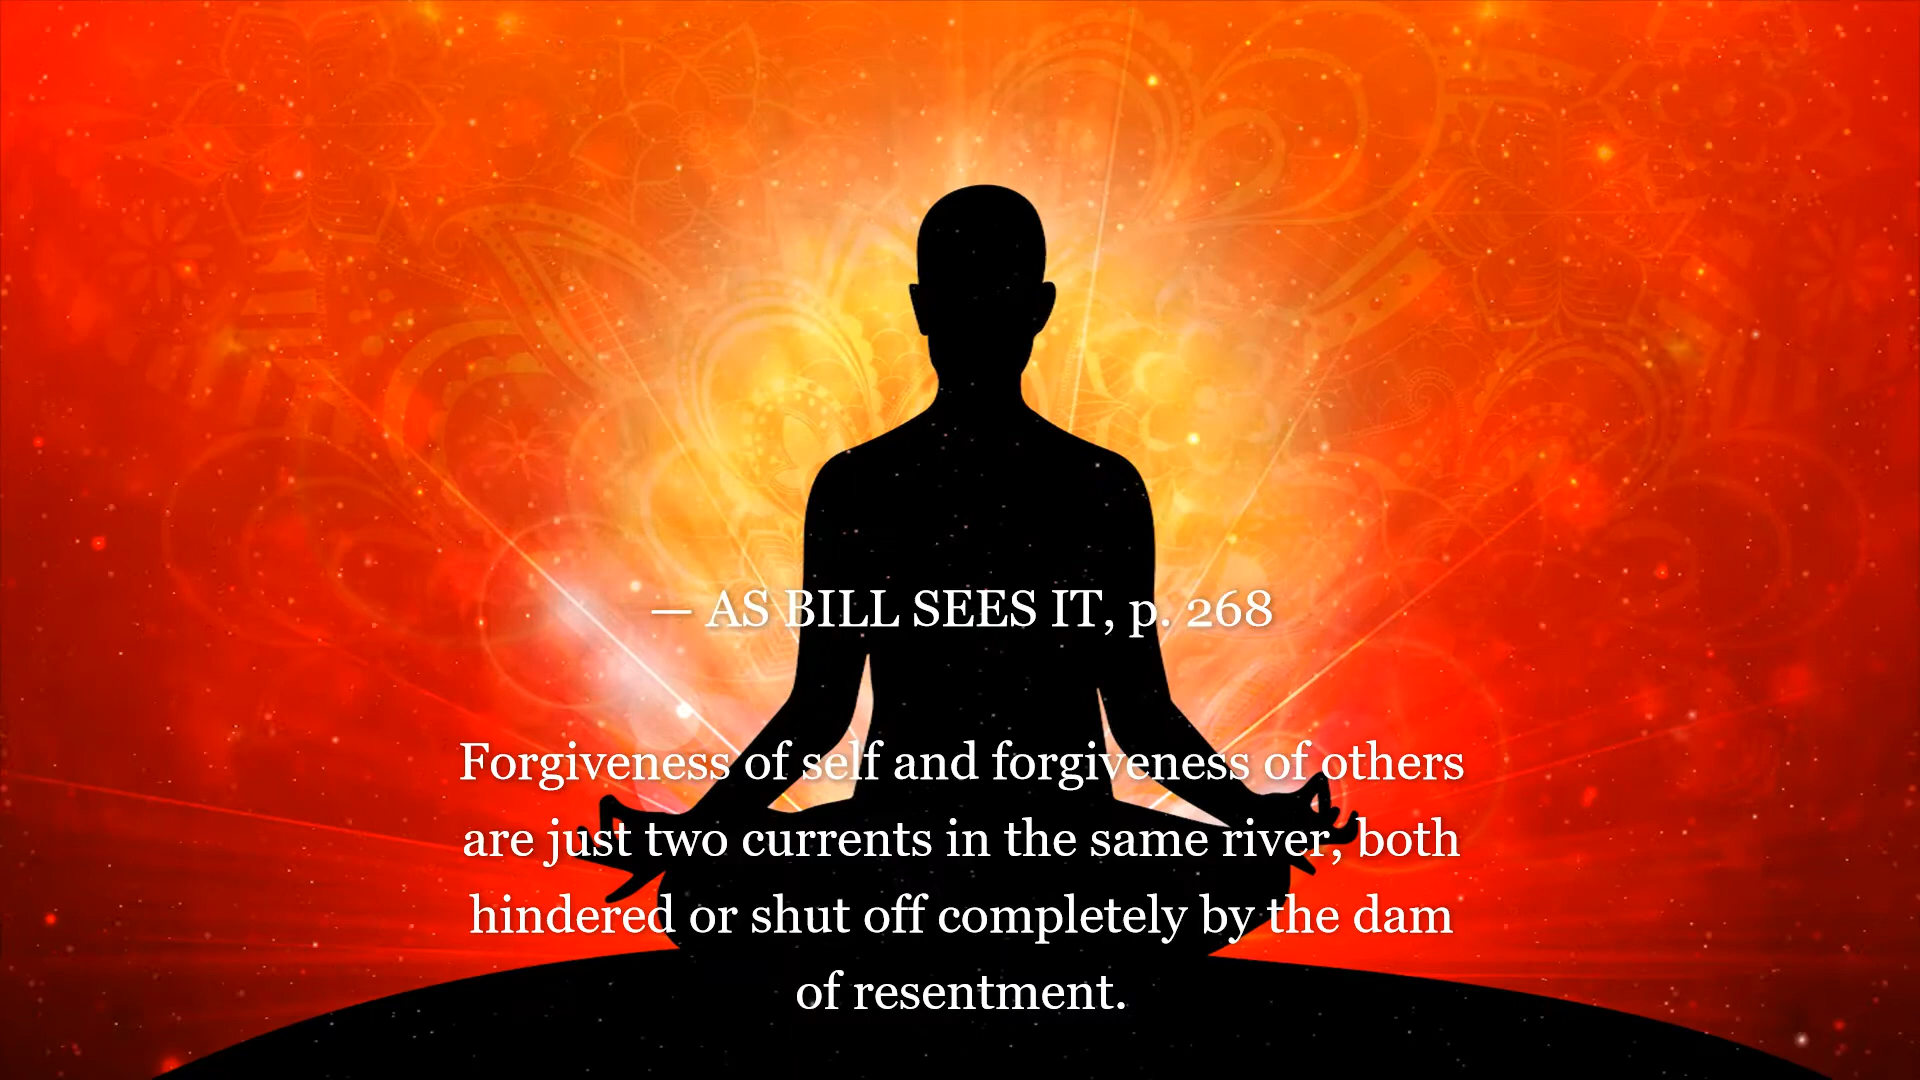 — AS BILL SEES IT, p. 268
Forgiveness of self and forgiveness of others
are just two currents in the same river, both
hindered or shut off completely by the dam
of resentment.